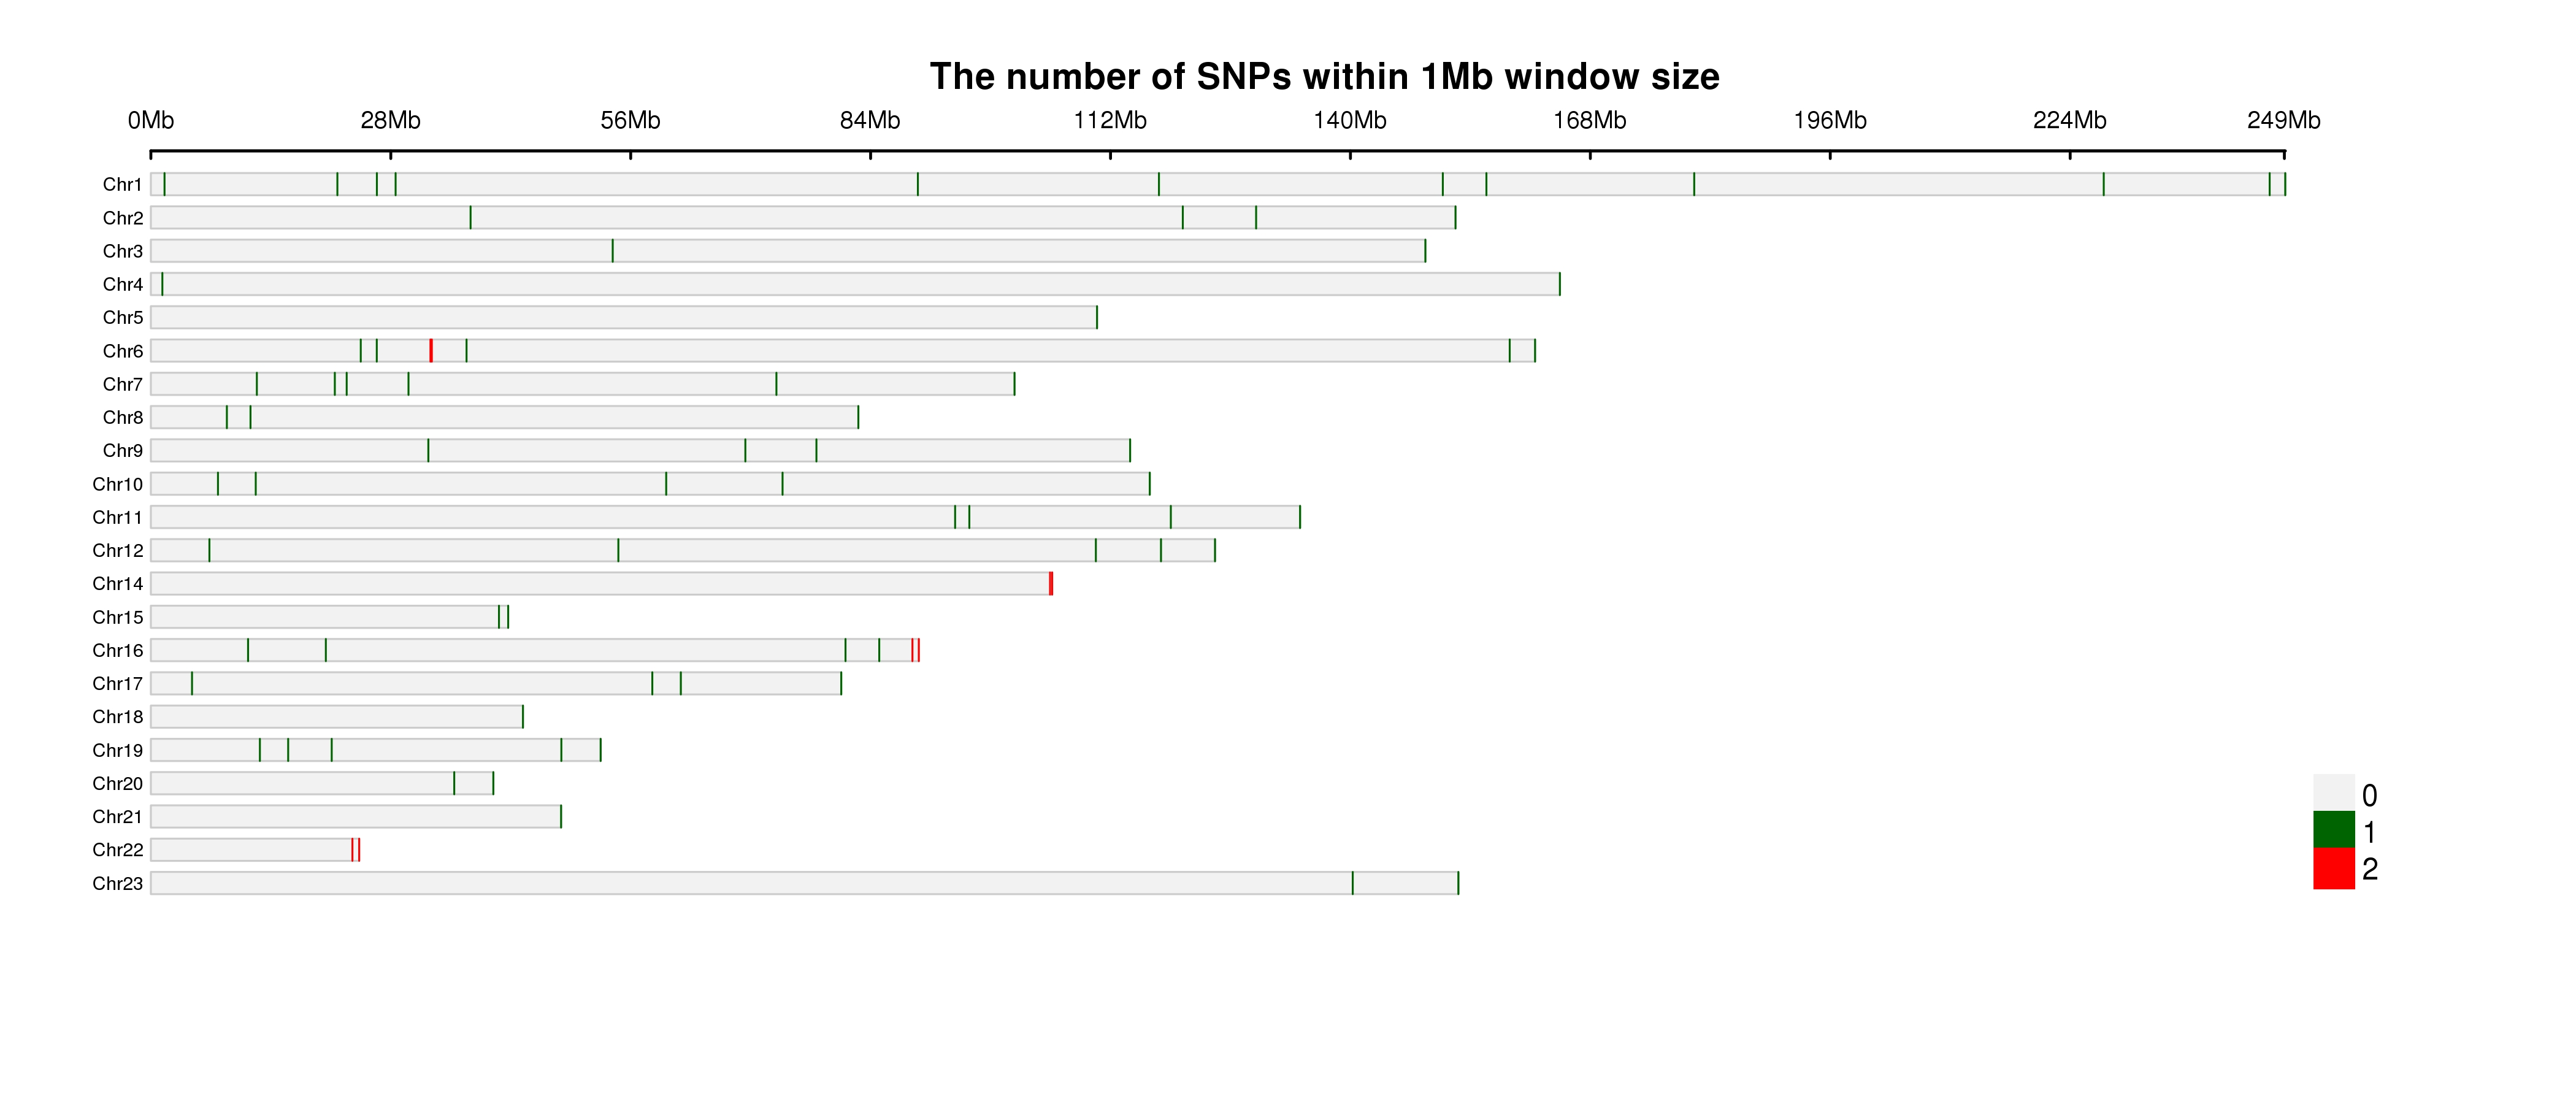 The number of SNPs within 1Mb window size
0Mb 28Mb 56Mb 84Mb 112Mb 140Mb 168Mb 196Mb 224Mb 249Mb
Chr1
Chr2
Chr3
Chr4
Chr5
Chr6
Chr7
Chr8
Chr9
Chr10
Chr11
Chr12
Chr14
Chr15
Chr16
Chr17
Chr18
Chr19
Chr20
Chr21
Chr22
Chr23
0
1
2